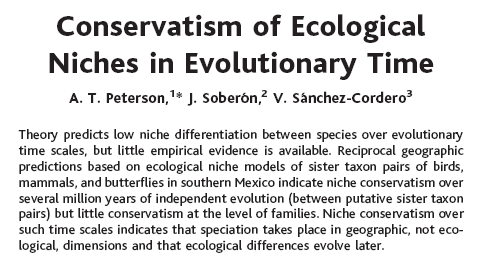 Conservatism of Ecological
Niches in Evolutionary Time
A. T. Peterson,¹* J. Soberón,² V. Sánchez-Cordero³
Theory predicts low niche differentiation between species over evolutionary
time scales, but little empirical evidence is available. Reciprocal geographic
predictions based on ecological niche models of sister taxon pairs of birds,
mammals, and butterflies in southern Mexico indicate niche conservatism over
several million years of independent evolution (between putative sister taxon
pairs) but little conservatism at the level of families. Niche conservatism over
such time scales indicates that speciation takes place in geographic, not eco-
logical, dimensions and that ecological differences evolve later.